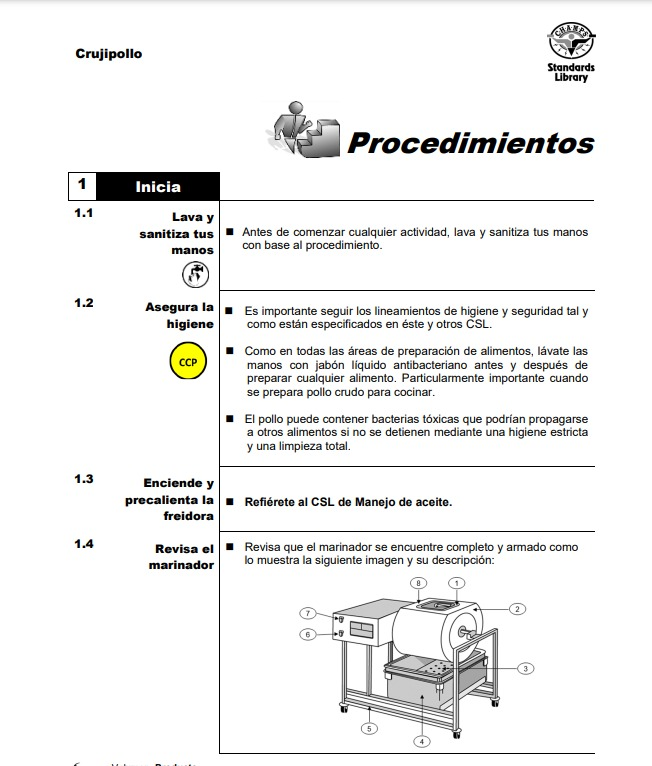 Crujipollo
CHAMPS
Standards
Library
Procedimientos
1 Inicia
1.1 Lava y
sanitiza tus
manos
■ Antes de comenzar cualquier actividad, lava y sanitiza tus manos
con base al procedimiento.
1.2 Asegura la
higiene
CCP
■ Es importante seguir los lineamientos de higiene y seguridad tal y
como están especificados en éste y otros CSL.
■ Como en todas las áreas de preparación de alimentos, lávate las
manos con jabón líquido antibacteriano antes y después de
preparar cualquier alimento. Particularmente importante cuando
se prepara pollo crudo para cocinar.
■ El pollo puede contener bacterias tóxicas que podrían propagarse
a otros alimentos si no se detienen mediante una higiene estricta
y una limpieza total.
1.3 Enciende y
precalienta la
freidora
■ Refiérete al CSL de Manejo de aceite.
1.4 Revisa el
marinador
■ Revisa que el marinador se encuentre completo y armado como
lo muestra la siguiente imagen y su descripción:
8 1
2
7
6
3
5
4